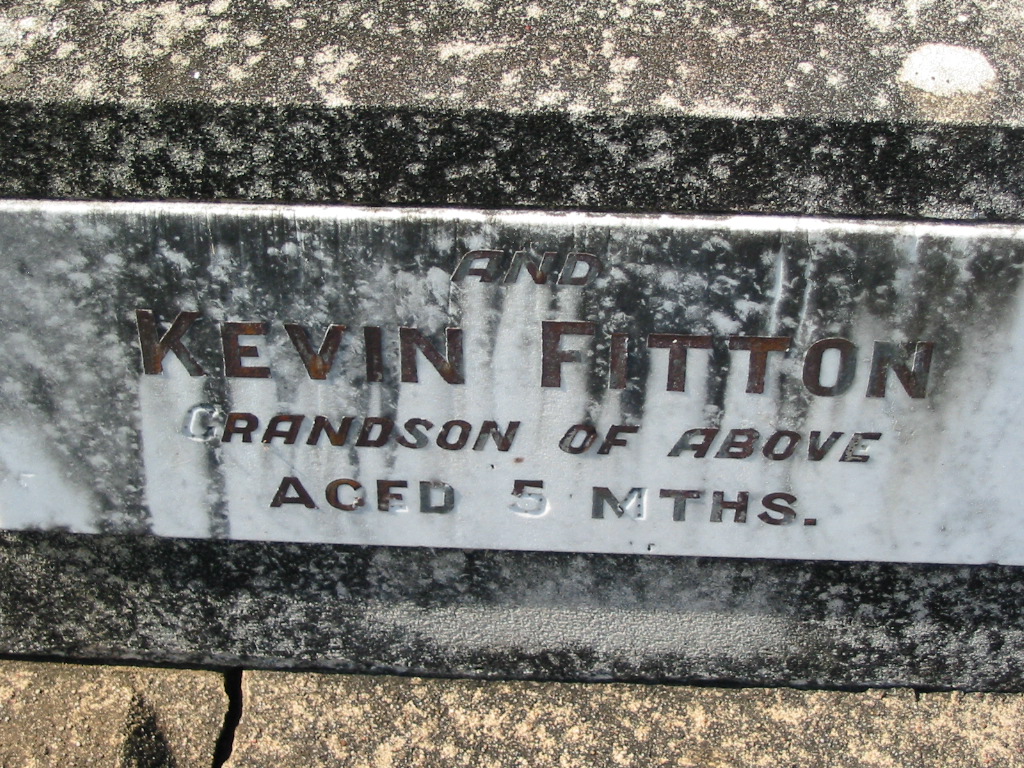 AND
KEVIN FITTON
GRANDSON OF ABOVE
AGED 5 MTHS.